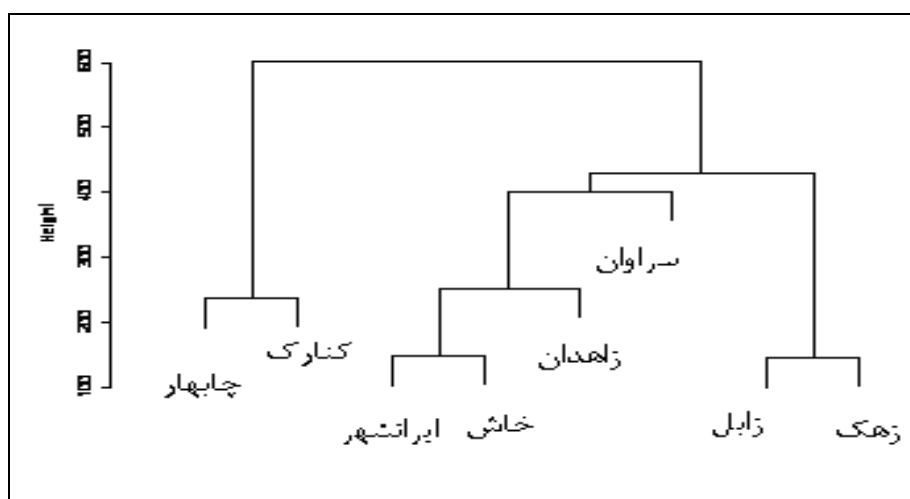 600
500
400
300
200
100
Height
سراوان
کنارک
زاهدان
چابهار
ایرانشهر
خاش
زابل
زهک